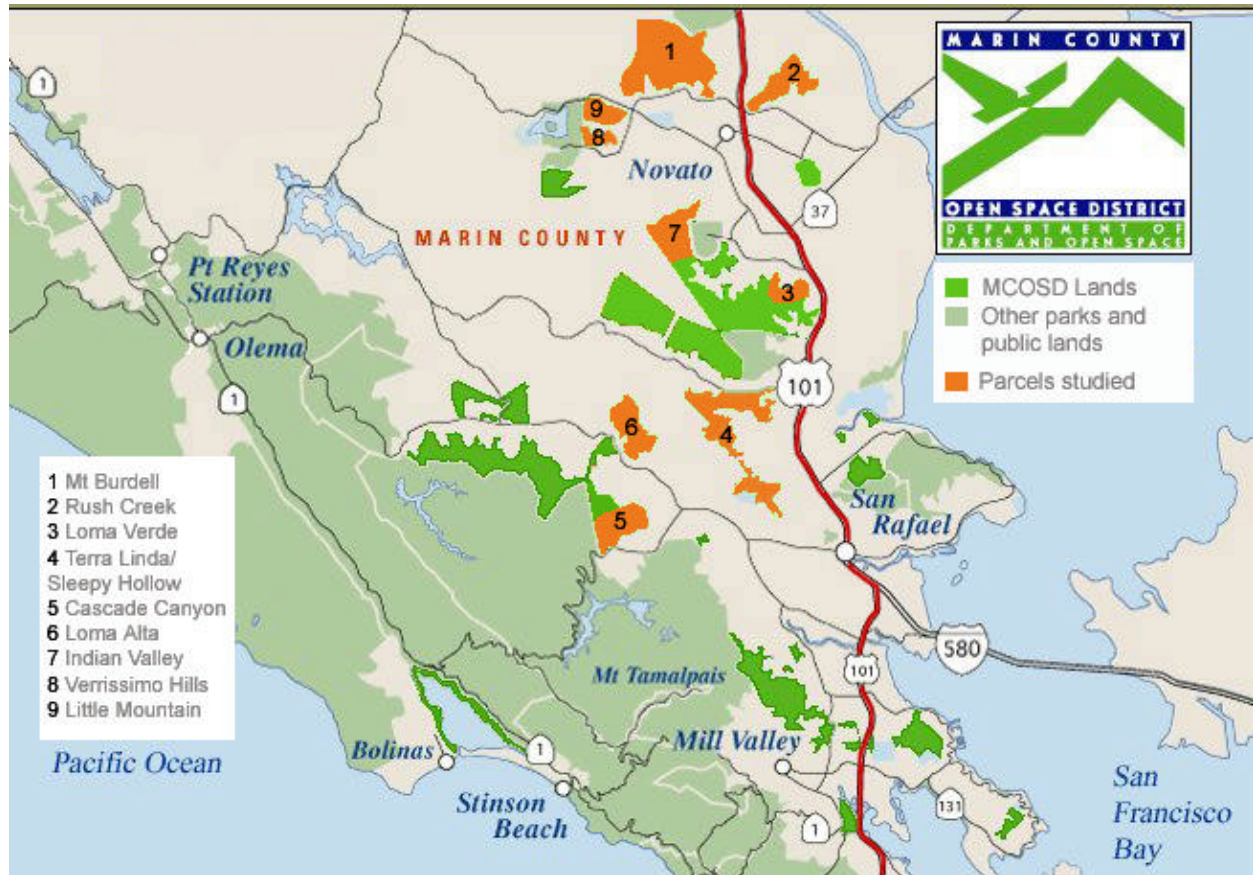 1
1
2
MARIN COUNTY
OPEN SPACE DISTRICT
DEPARTMENT OF
PARKS AND OPEN SPACE
9
8
Novato
37
MARIN COUNTY
7
Pt Reyes
Station
3
MCOSD Lands
Other parks and
public lands
Parcels studied
Olema
101
1
6
4
1 Mt Burdell
2 Rush Creek
3 Loma Verde
4 Terra Linda/
Sleepy Hollow
5 Cascade Canyon
6 Loma Alta
7 Indian Valley
8 Verrissimo Hills
9 Little Mountain
San
Rafael
5
580
Mt Tamalpais
101
Mill Valley
Bolinas
Pacific Ocean
1
Stinson
Beach
131
1
San
Francisco
Bay